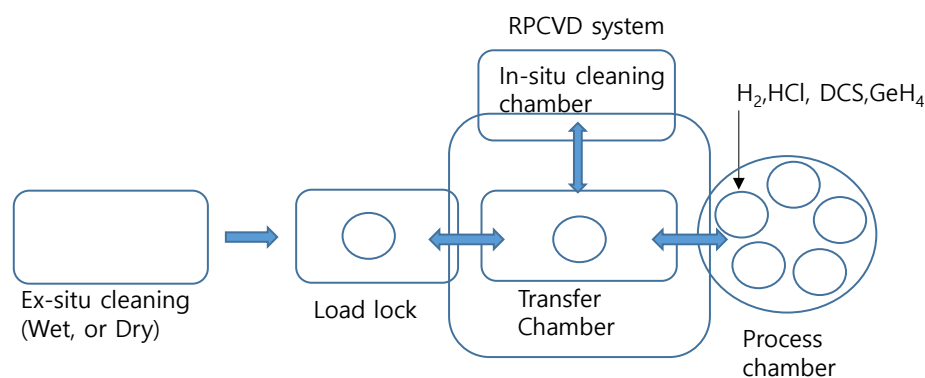 RPCVD system
In-situ cleaning
chamber
H₂,HCl, DCS,GeH₄
Ex-situ cleaning
(Wet, or Dry)
Load lock
Transfer
Chamber
Process
chamber